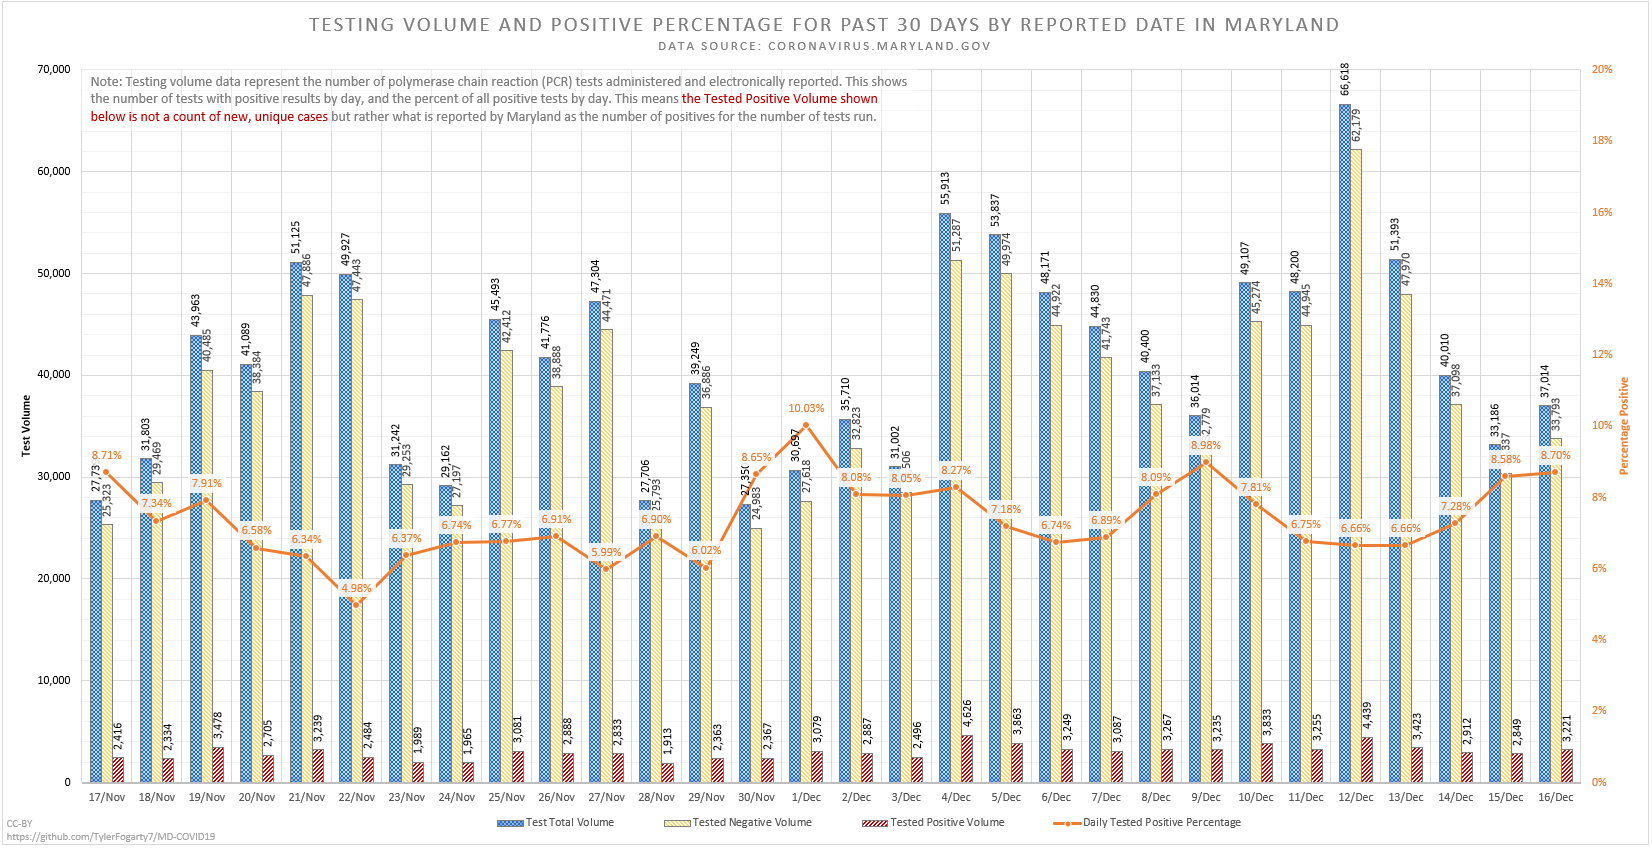 TESTING VOLUME AND POSITIVE PERCENTAGE FOR PAST 30 DAYS BY REPORTED DATE IN MARYLAND
DATA SOURCE: CORONAVIRUS.MARYLAND.GOV
Note: Testing volume data represent the number of polymerase chain reaction (PCR) tests administered and electronically reported. This shows
the number of tests with positive results by day, and the percent of all positive tests by day. This means the Tested Positive Volume shown
below is not a count of new, unique cases but rather what is reported by Maryland as the number of positives for the number of tests run.
Test Volume
70,000
60,000
50,000
40,000
30,000
20,000
10,000
0
20%
18%
16%
14%
12%
10%
8%
6%
4%
2%
0%
Percentage Positive
25,323 8.71% 2,416
31,803 29,469 7.34% 2,334
43,963 40,485 7.91% 3,478
41,089 38,384 6.58% 2,705
51,125 47,886 6.34% 3,239
49,927 47,443 4.98% 2,484
31,242 29,253 6.37% 1,989
29,162 27,197 6.74% 1,965
45,493 42,412 6.77% 3,081
41,776 38,888 6.91% 2,888
47,304 44,471 5.99% 2,833
27,706 25,793 6.90% 1,913
39,249 36,886 6.02% 2,363
27,350 24,983 8.65% 2,367
30,697 27,618 10.03% 3,079
35,710 32,823 8.08% 2,887
31,002 8.05% 2,496
55,913 51,287 8.27% 4,626
53,837 49,974 7.18% 3,863
48,171 44,922 6.74% 3,249
44,830 41,743 6.89% 3,087
40,400 37,133 8.09% 3,267
36,014 8.98% 3,235
49,107 45,274 7.81% 3,833
48,200 44,945 6.75% 3,255
66,618 62,179 6.66% 4,439
51,393 47,970 6.66% 3,423
40,010 37,098 7.28% 2,912
33,186 8.58% 2,849
37,014 33,793 8.70% 3,221
17/Nov 18/Nov 19/Nov 20/Nov 21/Nov 22/Nov 23/Nov 24/Nov 25/Nov 26/Nov 27/Nov 28/Nov 29/Nov 30/Nov 1/Dec 2/Dec 3/Dec 4/Dec 5/Dec 6/Dec 7/Dec 8/Dec 9/Dec 10/Dec 11/Dec 12/Dec 13/Dec 14/Dec 15/Dec 16/Dec
Test Total Volume Tested Negative Volume Tested Positive Volume Daily Tested Positive Percentage
CC-BY
https://github.com/TylerFogarty7/MD-COVID19